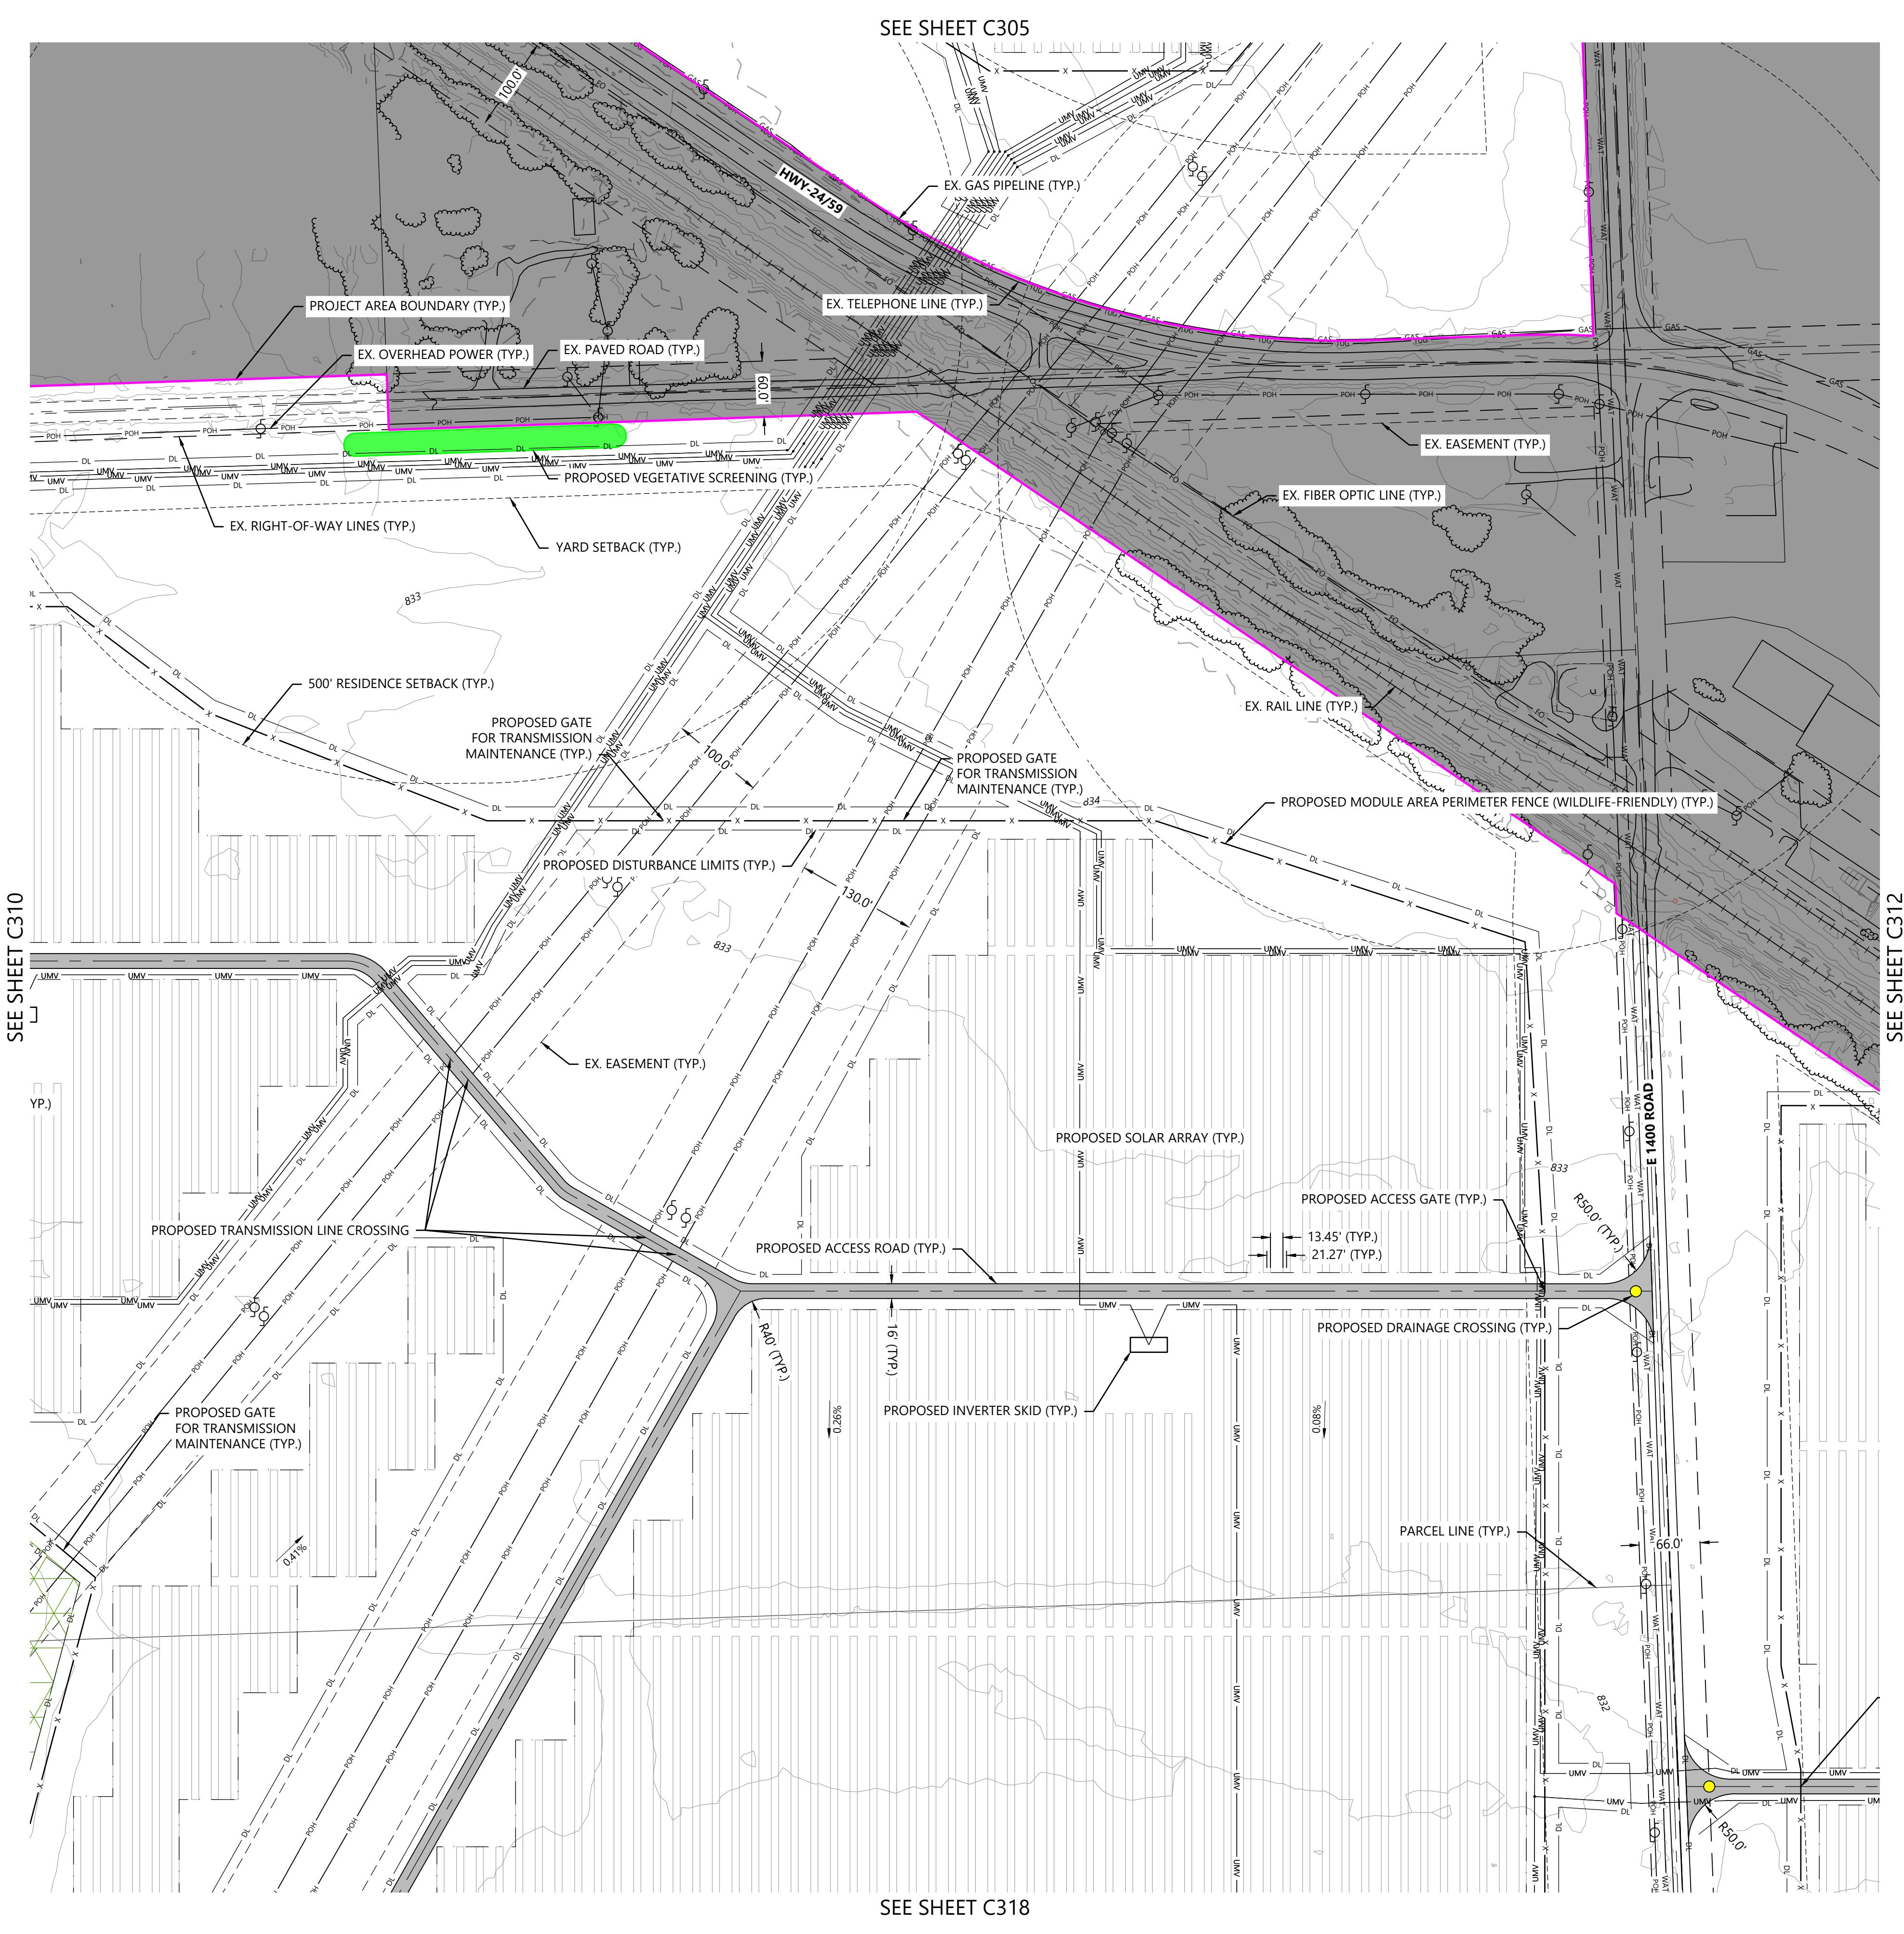 SEE SHEET C305
100.0'
HWY-24/59
EX. GAS PIPELINE (TYP.)
PROJECT AREA BOUNDARY (TYP.)
EX. TELEPHONE LINE (TYP.)
EX. OVERHEAD POWER (TYP.)
EX. PAVED ROAD (TYP.)
60.0'
EX. EASEMENT (TYP.)
PROPOSED VEGETATIVE SCREENING (TYP.)
EX. FIBER OPTIC LINE (TYP.)
EX. RIGHT-OF-WAY LINES (TYP.)
YARD SETBACK (TYP.)
833
500' RESIDENCE SETBACK (TYP.)
EX. RAIL LINE (TYP.)
PROPOSED GATE
FOR TRANSMISSION
MAINTENANCE (TYP.)
100.0'
PROPOSED GATE
FOR TRANSMISSION
MAINTENANCE (TYP.)
834
PROPOSED MODULE AREA PERIMETER FENCE (WILDLIFE-FRIENDLY) (TYP.)
PROPOSED DISTURBANCE LIMITS (TYP.)
130.0'
SEE SHEET C310
SEE SHEET C312
833
EX. EASEMENT (TYP.)
YP.)
E 1400 ROAD
PROPOSED SOLAR ARRAY (TYP.)
833
PROPOSED ACCESS GATE (TYP.)
R50.0' (TYP.)
PROPOSED TRANSMISSION LINE CROSSING
13.45' (TYP.)
PROPOSED ACCESS ROAD (TYP.)
21.27' (TYP.)
PROPOSED DRAINAGE CROSSING (TYP.)
R40' (TYP.)
16' (TYP.)
PROPOSED GATE
FOR TRANSMISSION
MAINTENANCE (TYP.)
PROPOSED INVERTER SKID (TYP.)
0.26%
0.08%
PARCEL LINE (TYP.)
66.0'
0.41%
832
R50.0'
SEE SHEET C318